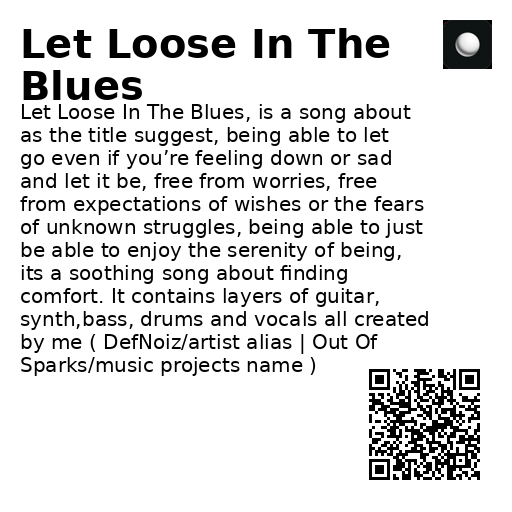 Let Loose In The
Blues
Let Loose In The Blues, is a song about
as the title suggest, being able to let
go even if you’re feeling down or sad
and let it be, free from worries, free
from expectations of wishes or the fears
of unknown struggles, being able to just
be able to enjoy the serenity of being,
its a soothing song about finding
comfort. It contains layers of guitar,
synth,bass, drums and vocals all created
by me ( DefNoiz/artist alias | Out Of
Sparks/music projects name )